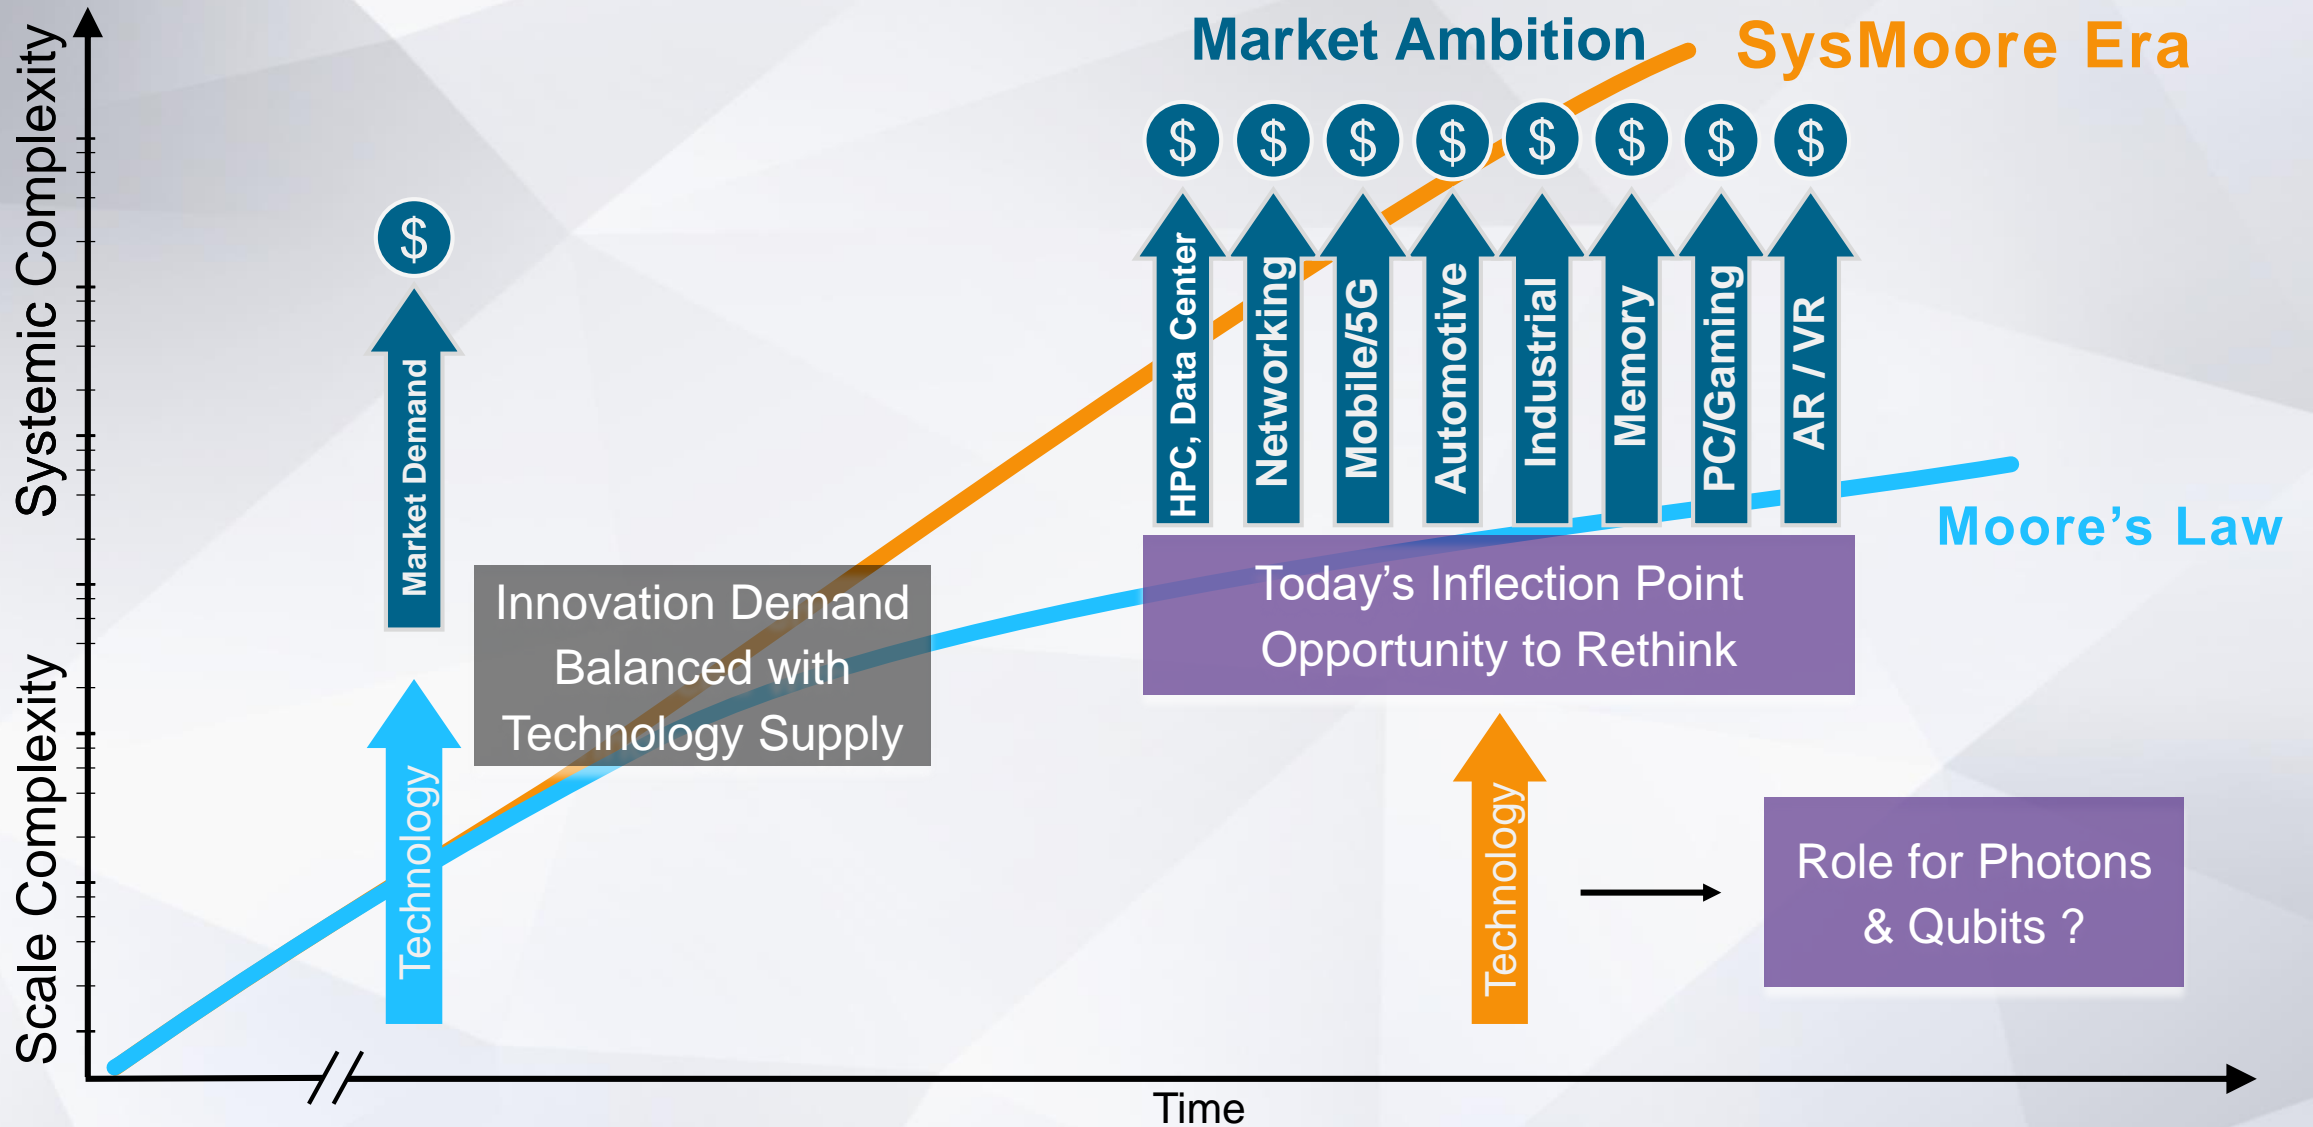 Market Ambition
SysMoore Era
Systemic Complexity
Scale Complexity
$
Market Demand
Technology
Innovation Demand
Balanced with
Technology Supply
$ $ $ $ $ $ $ $
HPC, Data Center
Networking
Mobile/5G
Automotive
Industrial
Memory
PC/Gaming
AR / VR
Moore’s Law
Today’s Inflection Point
Opportunity to Rethink
Technology
Role for Photons
& Qubits ?
Time